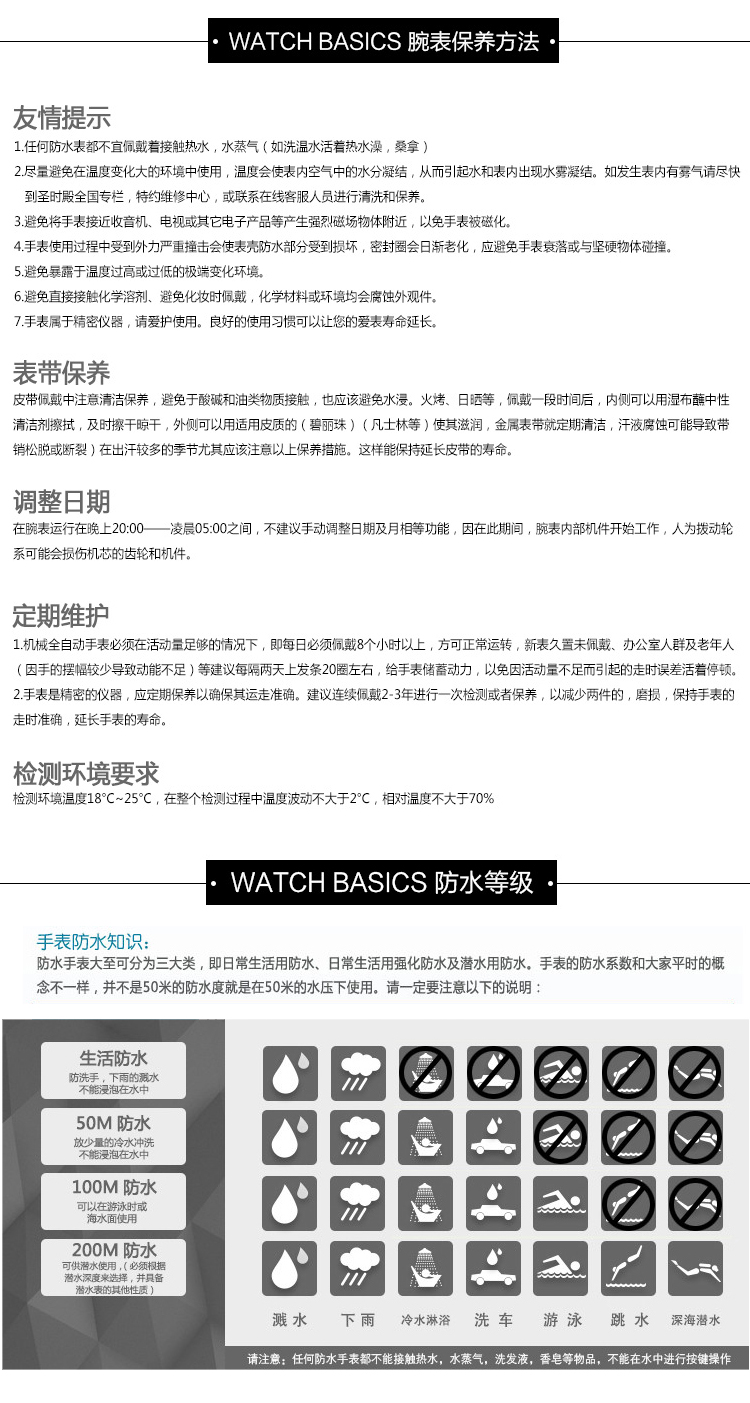 WATCH BASICS 腕表保养方法
友情提示
1.任何防水表都不宜佩戴着接触热水，水蒸气（如洗温水活着热水澡，桑拿）
2.尽量避免在温度变化大的环境中使用，温度会使表内空气中的水分凝结，从而引起水和表内出现水雾凝结。如发生表内有雾气请尽快
到圣时殿全国专栏，特约维修中心，或联系在线客服人员进行清洗和保养。
3.避免将手表接近收音机、电视或其它电子产品等产生强烈磁场物体附近，以免手表被磁化。
4.手表使用过程中受到外力严重撞击会使表壳防水部分受到损坏，密封圈会日渐老化，应避免手表衰落或与坚硬物体碰撞。
5.避免暴露于温度过高或过低的极端变化环境。
6.避免直接接触化学溶剂、避免化妆时佩戴，化学材料或环境均会腐蚀外观件。
7.手表属于精密仪器，请爱护使用。良好的使用习惯可以让您的爱表寿命延长。
表带保养
皮带佩戴中注意清洁保养，避免于酸碱和油类物质接触，也应该避免水浸。火烤、日晒等，佩戴一段时间后，内侧可以用湿布蘸中性
清洁剂擦拭，及时擦干晾干，外侧可以用适用皮质的（碧丽珠）（凡士林等）使其滋润，金属表带就定期清洁，汗液腐蚀可能导致带
销松脱或断裂）在出汗较多的季节尤其应该注意以上保养措施。这样能保持延长皮带的寿命。
调整日期
在腕表运行在晚上20:00——凌晨05:00之间，不建议手动调整日期及月相等功能，因在此期间，腕表内部机件开始工作，人为拨动轮
系可能会损伤机芯的齿轮和机件。
定期维护
1.机械全自动手表必须在活动量足够的情况下，即每日必须佩戴8个小时以上，方可正常运转，新表久置未佩戴、办公室人群及老年人
（因手的摆幅较少导致动能不足）等建议每隔两天上发条20圈左右，给手表储蓄动力，以免因活动量不足而引起的走时误差活着停顿。
2.手表是精密的仪器，应定期保养以确保其运走准确。建议连续佩戴2-3年进行一次检测或者保养，以减少两件的，磨损，保持手表的
走时准确，延长手表的寿命。
检测环境要求
检测环境温度18°C~25°C，在整个检测过程中温度波动不大于2°C，相对温度不大于70%
WATCH BASICS 防水等级
手表防水知识：
防水手表大至可分为三大类，即日常生活用防水、日常生活用强化防水及潜水用防水。手表的防水系数和大家平时的概
念不一样，并不是50米的防水度就是在50米的水压下使用。请一定要注意以下的说明：
生活防水
防洗手，下雨的溅水
不能浸泡在水中
50M 防水
放少量的冷水冲洗
不能浸泡在水中
100M 防水
可以在游泳时或
海水面使用
200M 防水
可供潜水使用，（必须根据
潜水深度来选择，并具备
潜水表的其他性质）
溅水 下雨 冷水淋浴 洗车 游泳 跳水 深海潜水
请注意：任何防水手表都不能接触热水，水蒸气，洗发液，香皂等物品，不能在水中进行按键操作